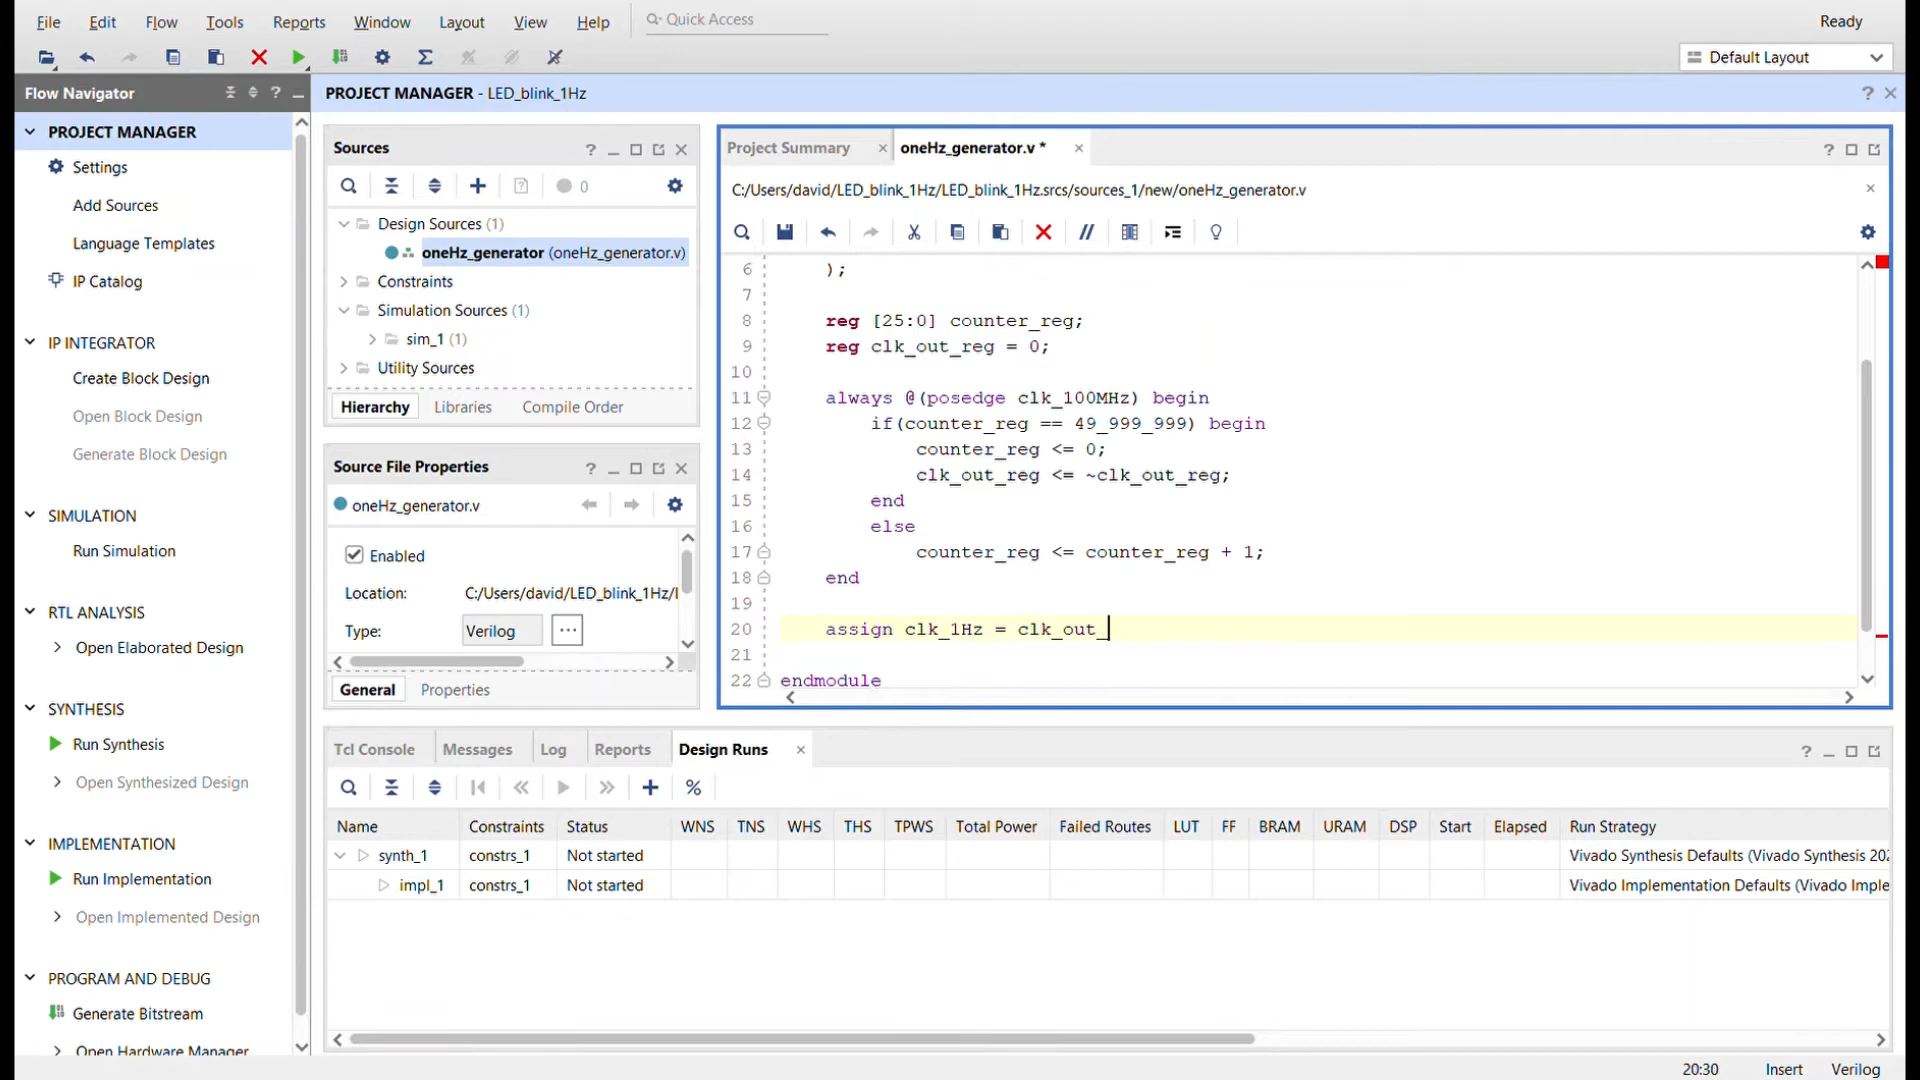 File Edit Flow Tools Reports Window Layout View Help Quick Access Ready
Default Layout
Flow Navigator
PROJECT MANAGER - LED_blink_1Hz
PROJECT MANAGER
Settings
Add Sources
Language Templates
IP Catalog
IP INTEGRATOR
Create Block Design
Open Block Design
Generate Block Design
SIMULATION
Run Simulation
RTL ANALYSIS
Open Elaborated Design
SYNTHESIS
Run Synthesis
Open Synthesized Design
IMPLEMENTATION
Run Implementation
Open Implemented Design
PROGRAM AND DEBUG
Generate Bitstream
Open Hardware Manager
Sources
0
Design Sources (1)
oneHz_generator (oneHz_generator.v)
Constraints
Simulation Sources (1)
sim_1 (1)
Utility Sources
Hierarchy Libraries Compile Order
Source File Properties
oneHz_generator.v
Enabled
Location: C:/Users/david/LED_blink_1Hz/
Type: Verilog ...
General Properties
Project Summary oneHz_generator.v *
C:/Users/david/LED_blink_1Hz/LED_blink_1Hz.srcs/sources_1/new/oneHz_generator.v
6 );
7
8 reg [25:0] counter_reg;
9 reg clk_out_reg = 0;
10
11 always @(posedge clk_100MHz) begin
12 if(counter_reg == 49_999_999) begin
13 counter_reg <= 0;
14 clk_out_reg <= ~clk_out_reg;
15 end
16 else
17 counter_reg <= counter_reg + 1;
18 end
19
20 assign clk_1Hz = clk_out_
21
22 endmodule
Tcl Console Messages Log Reports Design Runs
Name Constraints Status WNS TNS WHS THS TPWS Total Power Failed Routes LUT FF BRAM URAM DSP Start Elapsed Run Strategy
synth_1 constrs_1 Not started Vivado Synthesis Defaults (Vivado Synthesis 202
impl_1 constrs_1 Not started Vivado Implementation Defaults (Vivado Imple
20:30 Insert Verilog